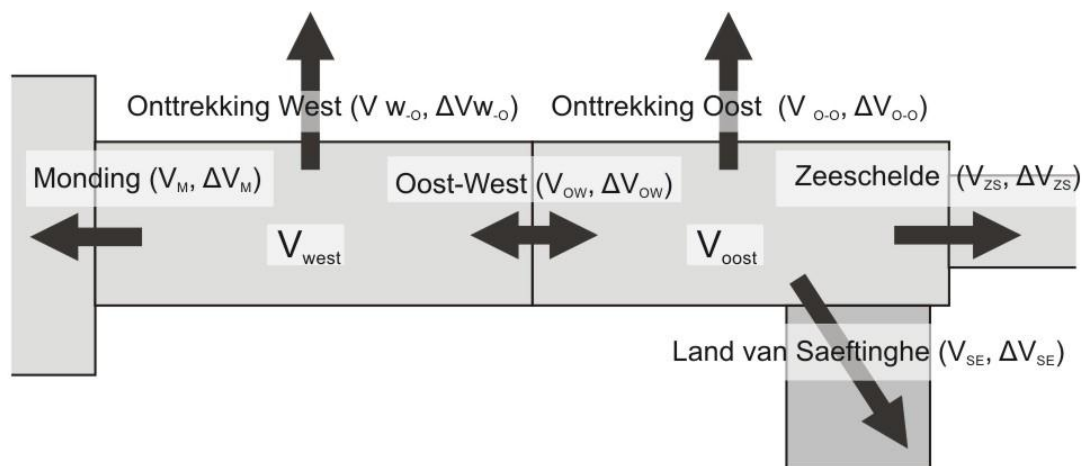 Onttrekking West (V w-o, ΔVw-o)
Onttrekking Oost (V O-O, ΔVO-O)
Monding (VM, ΔVM)
Oost-West (VOW, ΔVOW)
Zeeschelde (VZS, ΔVZS)
Vwest
Voost
Land van Saeftinghe (VSE, ΔVSE)